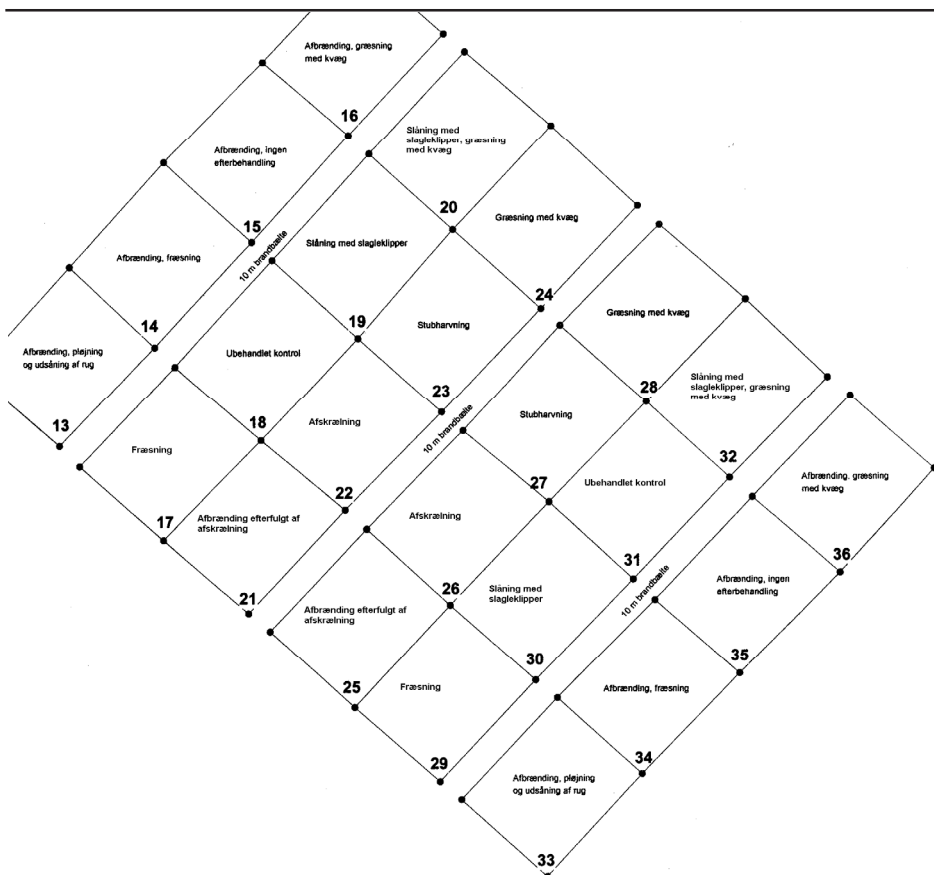 Afbrænding, græsning
med kvæg
16
Afbrænding, ingen
efterbehandling
15
Afbrænding, fræsning
14
Afbrænding, pløjning
og udsåning af rug
13
10 m brandbælte
Slåning med
slagleklipper, græsning
med kvæg
20
Græsning med kvæg
24
Slåning med slagleklipper
19
Stubharvning
23
Ubehandlet kontrol
18
Afskrælning
22
Fræsning
17
Afbrænding efterfulgt af
afskrælning
21
10 m brandbælte
Græsning med kvæg
28
Slåning med
slagleklipper, græsning
med kvæg
32
Stubharvning
27
Ubehandlet kontrol
31
Afskrælning
26
Slåning med
slagleklipper
30
Afbrænding efterfulgt af
afskrælning
25
Fræsning
29
10 m brandbælte
Afbrænding. græsning
med kvæg
36
Afbrænding, ingen
efterbehandling
35
Afbrænding, fræsning
34
Afbrænding, pløjning
og udsåning af rug
33